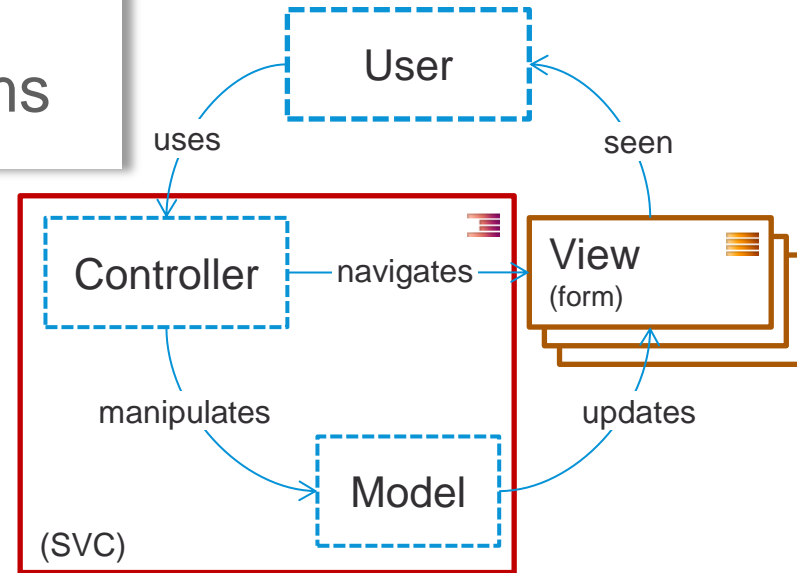 ns
User
uses
seen
Controller
navigates
View
(form)
manipulates
updates
Model
(SVC)